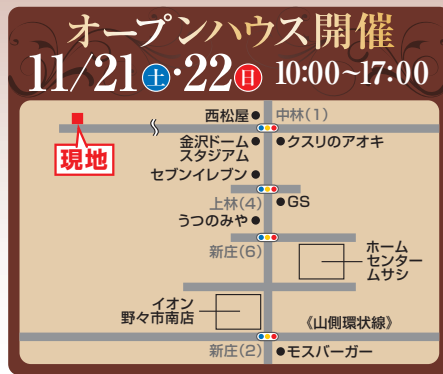 オープンハウス開催
11/21土・22日 10:00~17:00
西松屋
中林(1)
金沢ドーム
スタジアム
クスリのアオキ
現地
セブンイレブン
上林(4)
GS
うつのみや
新庄(6)
ホーム
センター
ムサシ
イオン
野々市南店
《山側環状線》
新庄(2)
モスバーガー